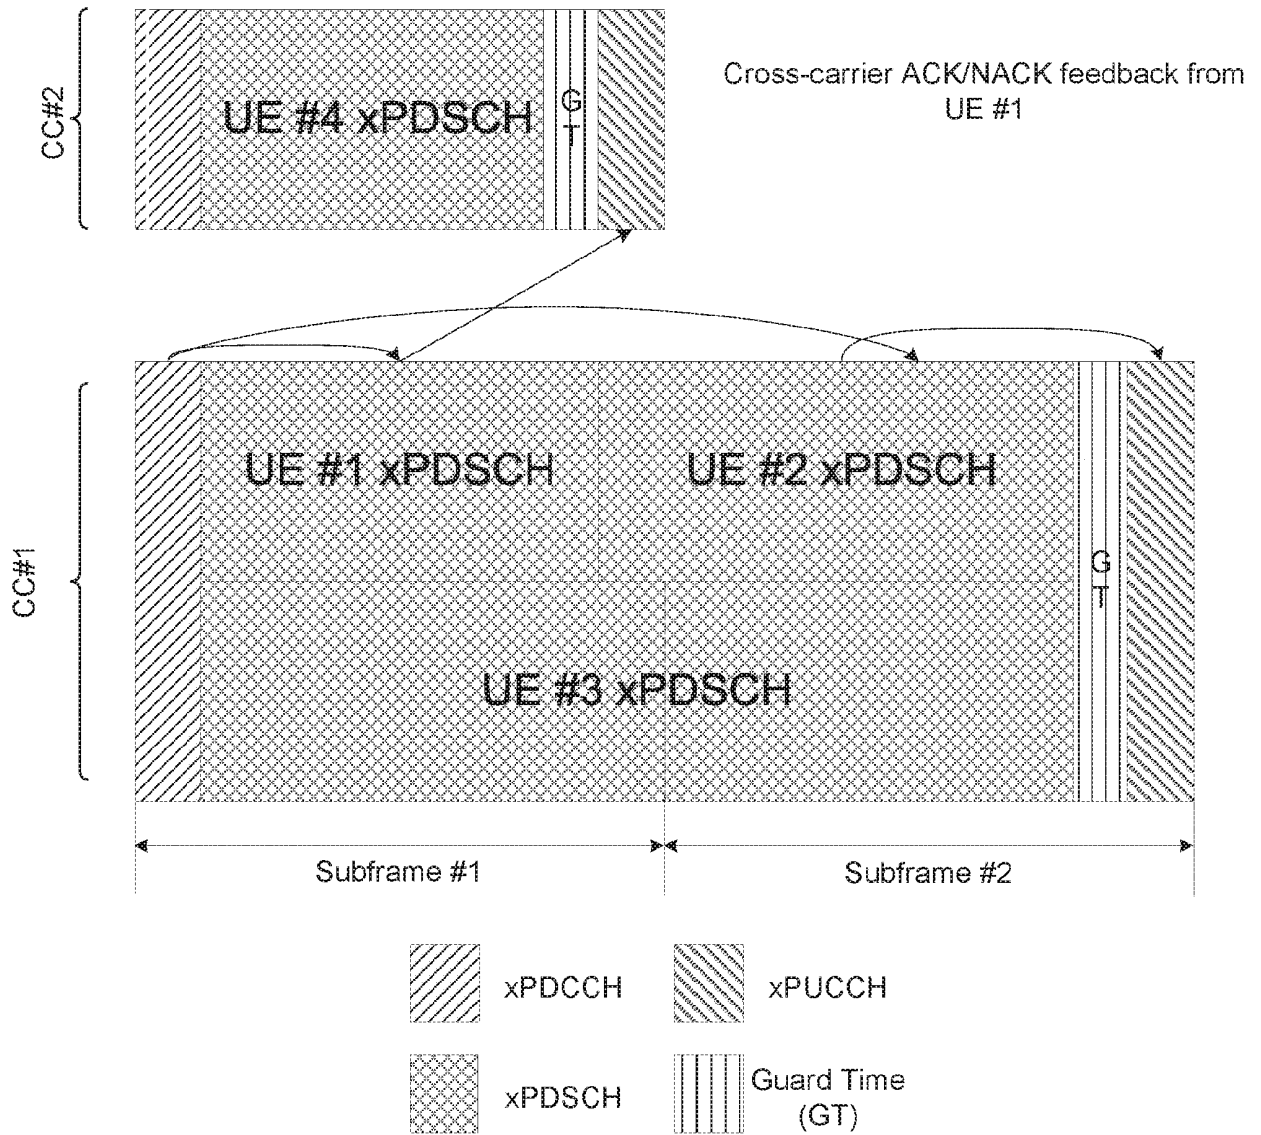 CC#2
UE #4 xPDSCH
G
T
Cross-carrier ACK/NACK feedback from
UE #1
CC#1
UE #1 xPDSCH
UE #2 xPDSCH
G
T
UE #3 xPDSCH
Subframe #1
Subframe #2
xPDCCH
xPUCCH
xPDSCH
Guard Time
(GT)